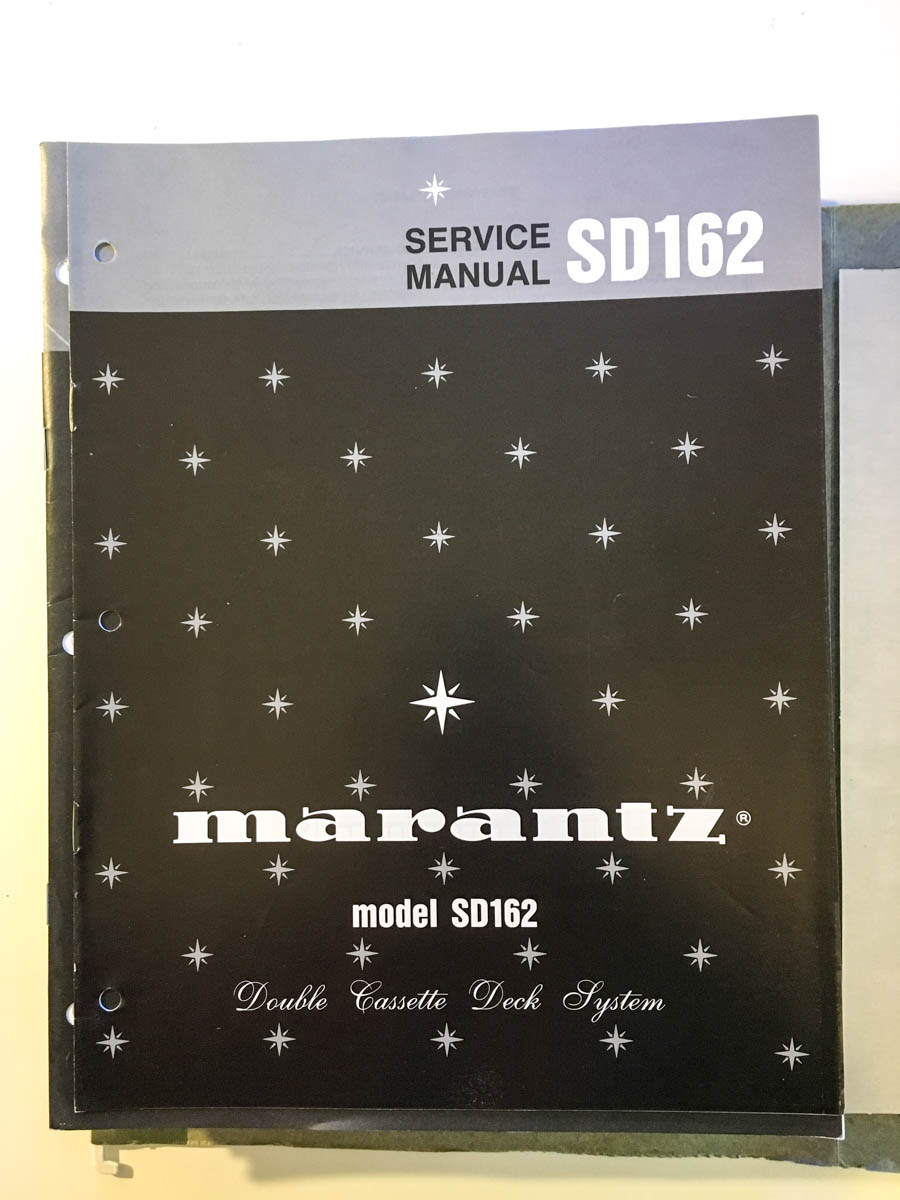 SERVICE
MANUAL SD162
marantz®
model SD162
Double Cassette Deck System